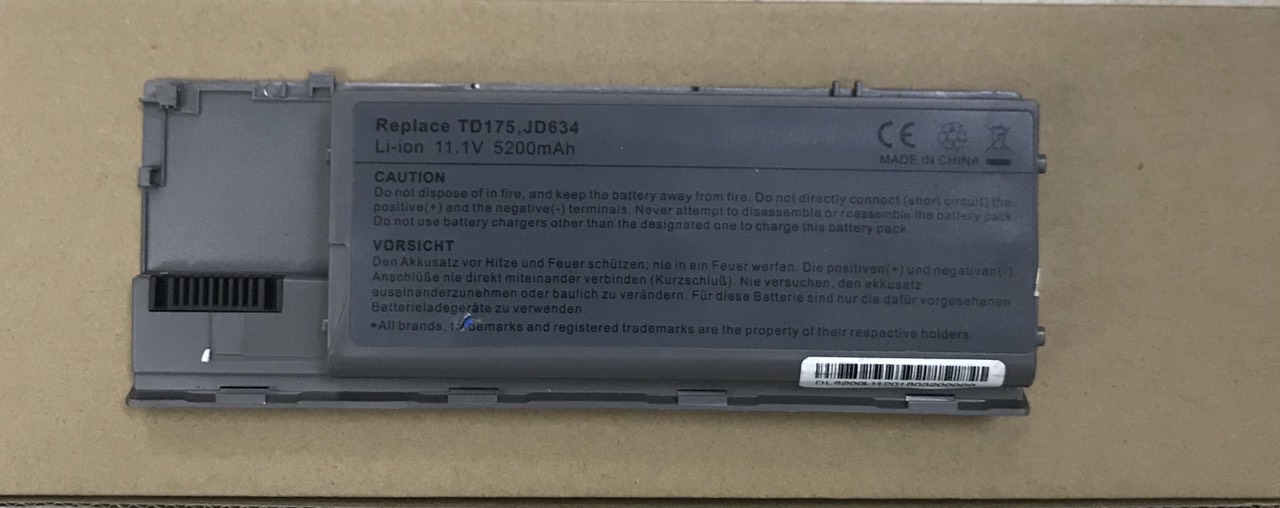 Replace TD175,JD634
Li-ion 11.1V 5200mAh
CE
MADE IN CHINA
CAUTION
Do not dispose of in fire, and keep the battery away from fire. Do not directly connect (short circuit) the
positive(+) and the negative(-) terminals. Never attempt to disassemble or reassemble the battery pack
Do not use battery chargers other than the designated one to charge this battery pack
VORSICHT
Den Akkusatz vor Hitze und Feuer schützen; nie in ein Feuer werfen. Die positiven(+) und negativen(-)
Anschlüße nie direkt miteinander verbinden (Kurzschluß). Nie versuchen, den akkusatz
auseinanderzunehmen oder baulich zu verändern. Für diese Batterie sind nur die dafür vorgesehenen
Batterieladegeräte zu verwenden.
*All brands, trademarks and registered trademarks are the property of their respective holders.